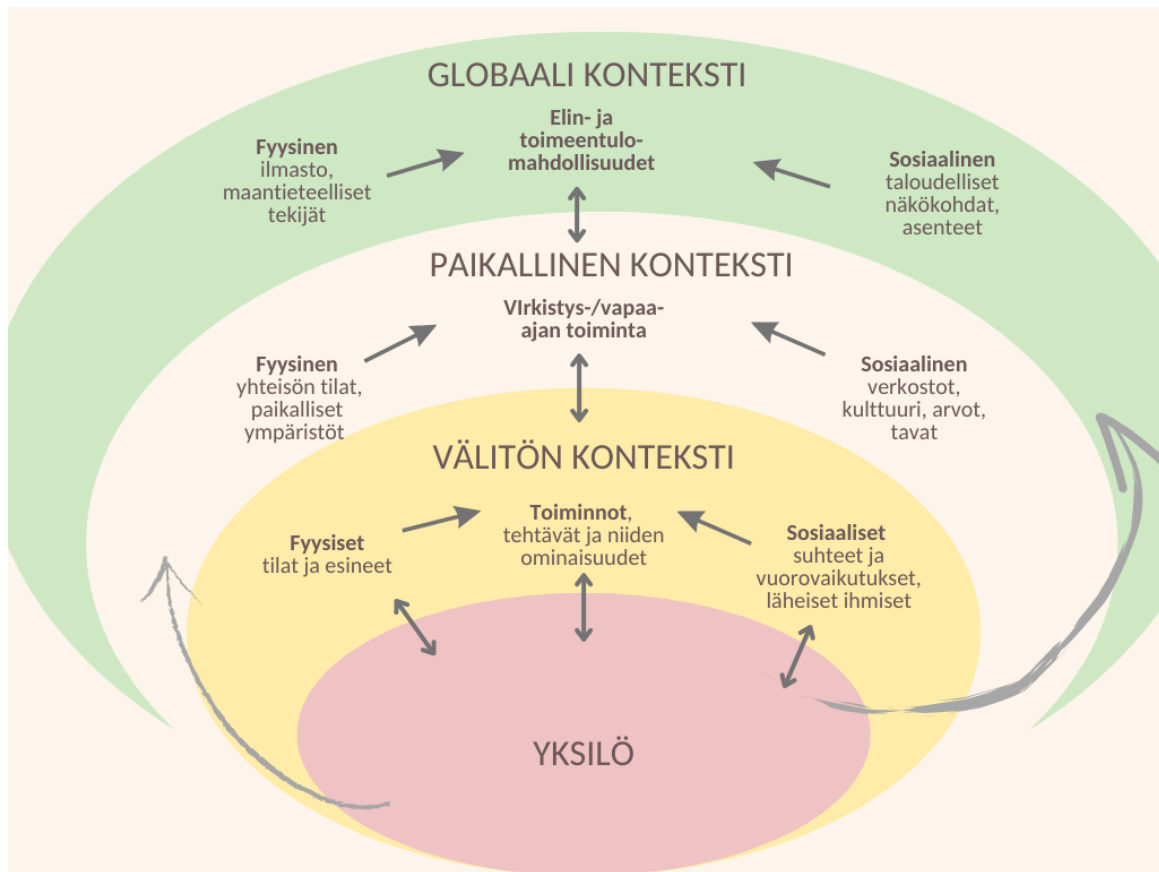 GLOBAALI KONTEKSTI
Elin- ja
toimeentulo-
mahdollisuudet
Fyysinen
ilmasto,
maantieteelliset
tekijät
Sosiaalinen
taloudelliset
näkökohdat,
asenteet
PAIKALLINEN KONTEKSTI
VIrkistys-/vapaa-
ajan toiminta
Fyysinen
yhteisön tilat,
paikalliset
ympäristöt
Sosiaalinen
verkostot,
kulttuuri, arvot,
tavat
VÄLITÖN KONTEKSTI
Toiminnot,
tehtävät ja niiden
ominaisuudet
Fyysiset
tilat ja esineet
Sosiaaliset
suhteet ja
vuorovaikutukset,
läheiset ihmiset
YKSILÖ